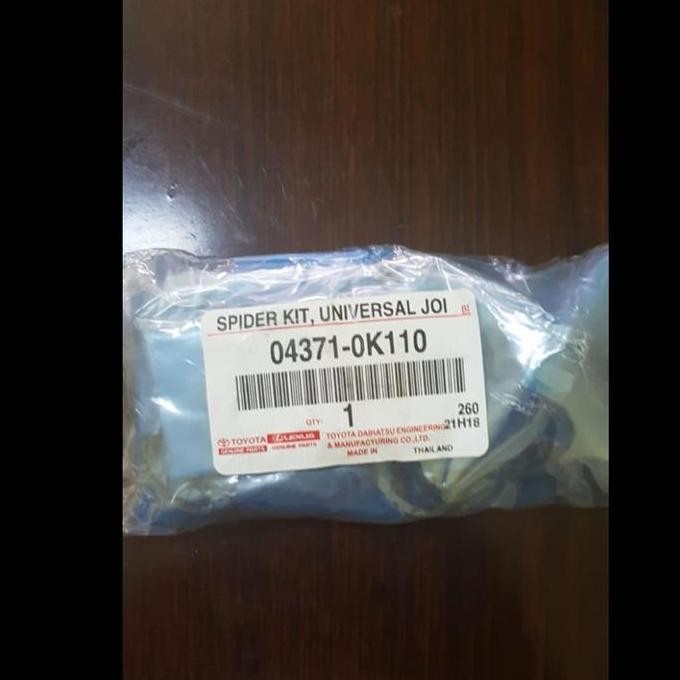 SPIDER KIT, UNIVERSAL JOI
04371-0K110
QTY: 1
260
21H18
TOYOTA LEXUS
GENUINE PARTS GENUINE PARTS
TOYOTA DAIHATSU ENGINEERING
& MANUFACTURING CO.,LTD.
MADE IN THAILAND